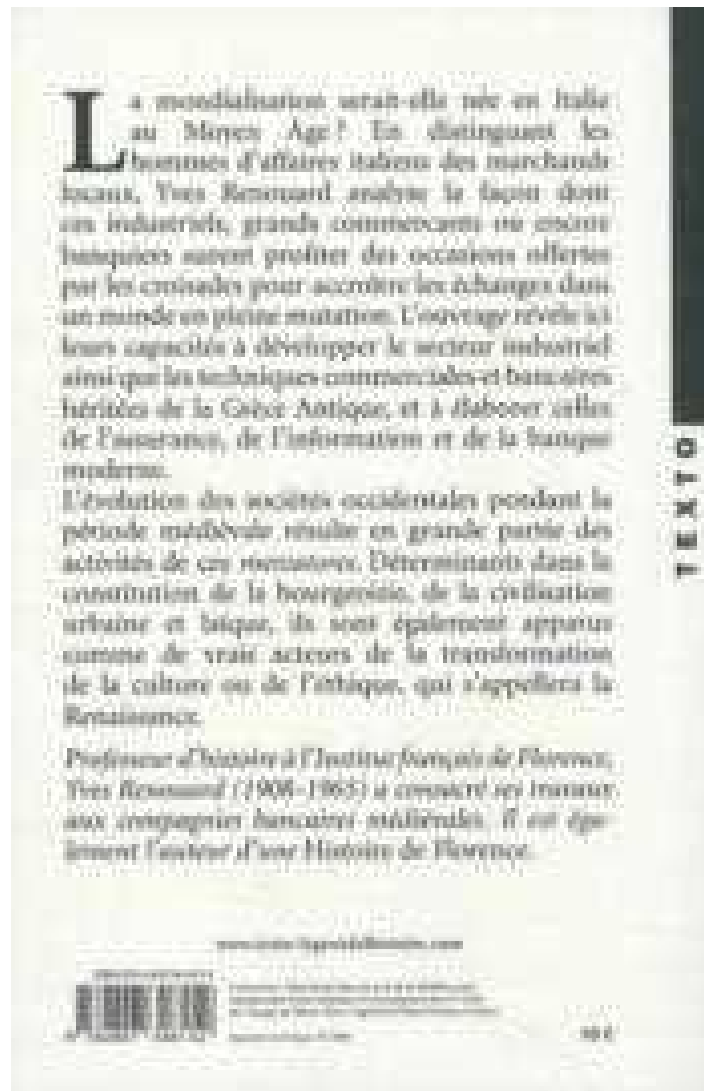 La mondialisation serait-elle née en Italie
au Moyen Âge ? En distinguant les
hommes d'affaires italiens des marchands
locaux, Yves Renouard analyse la façon dont
ces industriels, grands commerçants ou encore
banquiers surent profiter des occasions offertes
par les croisades pour accroître les échanges dans
un monde en pleine mutation. L'ouvrage révèle ici
leurs capacités à développer le secteur industriel
ainsi que les techniques commerciales et bancaires
héritées de la Grèce Antique, et à élaborer celles
de l'assurance, de l'information et de la banque
moderne.
L'évolution des sociétés occidentales pendant la
période médiévale résulte en grande partie des
activités de ces mercatores. Déterminants dans la
constitution de la bourgeoisie, de la civilisation
urbaine et laïque, ils sont également apparus
comme de vrais acteurs de la transformation
de la culture ou de l'éthique, qui s'appellera la
Renaissance.
Professeur d'histoire à l'Institut français de Florence,
Yves Renouard (1908-1965) a consacré ses travaux
aux compagnies bancaires médiévales. Il est éga-
lement l'auteur d'une Histoire de Florence.
TEXTO
10 €